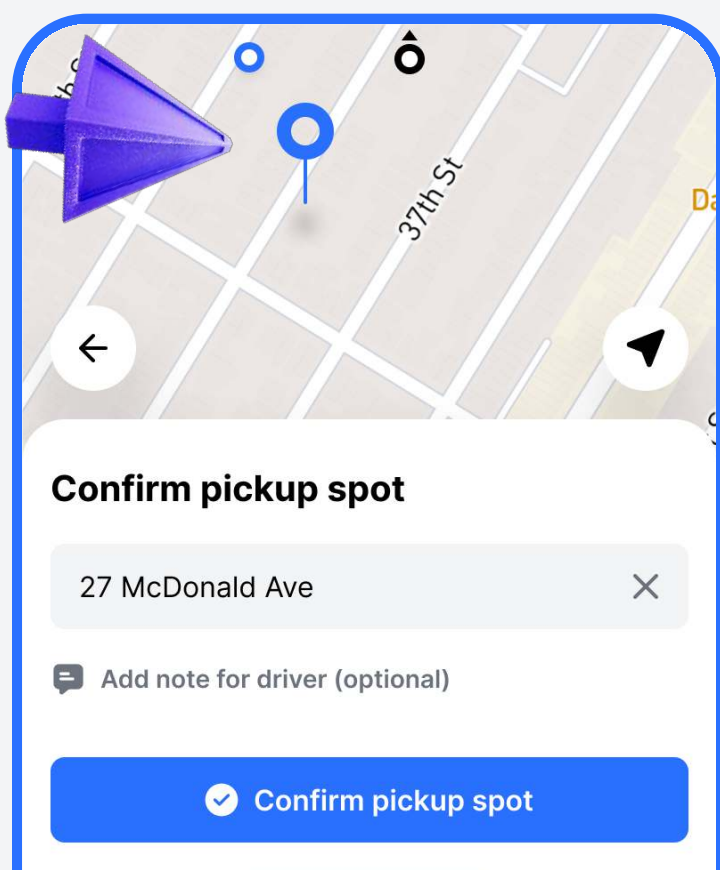 37th St
Confirm pickup spot
27 McDonald Ave
Add note for driver (optional)
Confirm pickup spot